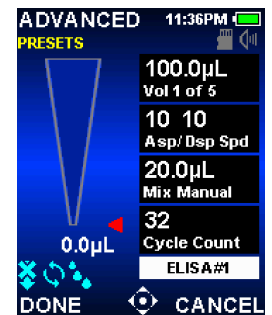 ADVANCED 11:36PM
PRESETS
100.0µL
Vol 1 of 5
10 10
Asp/Dsp Spd
20.0µL
Mix Manual
32
Cycle Count
0.0µL
ELISA#1
DONE CANCEL